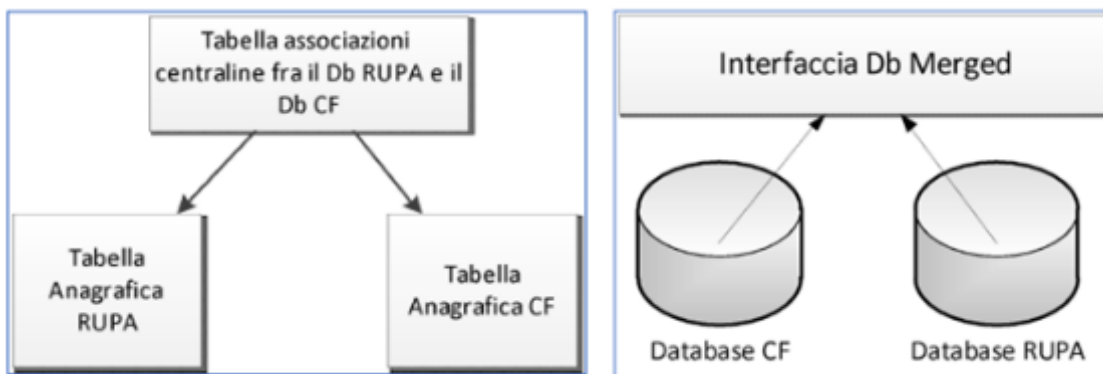 Tabella associazioni
centraline fra il Db RUPA e il
Db CF
Tabella
Anagrafica
RUPA
Tabella
Anagrafica CF
Interfaccia Db Merged
Database CF
Database RUPA